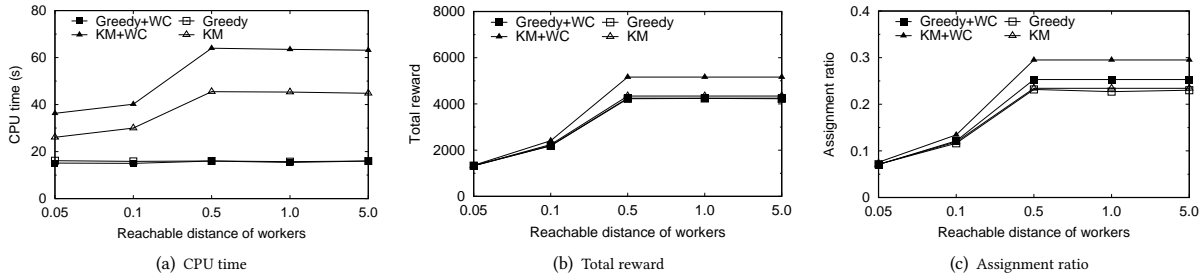 Greedy+WC
Greedy
KM+WC
KM
80
60
40
20
0
CPU time (s)
0.05
0.1
0.5
1.0
5.0
Reachable distance of workers
(a) CPU time
Greedy+WC
Greedy
KM+WC
KM
8000
6000
4000
2000
0
Total reward
0.05
0.1
0.5
1.0
5.0
Reachable distance of workers
(b) Total reward
Greedy+WC
Greedy
KM+WC
KM
0.4
0.3
0.2
0.1
0
Assignment ratio
0.05
0.1
0.5
1.0
5.0
Reachable distance of workers
(c) Assignment ratio